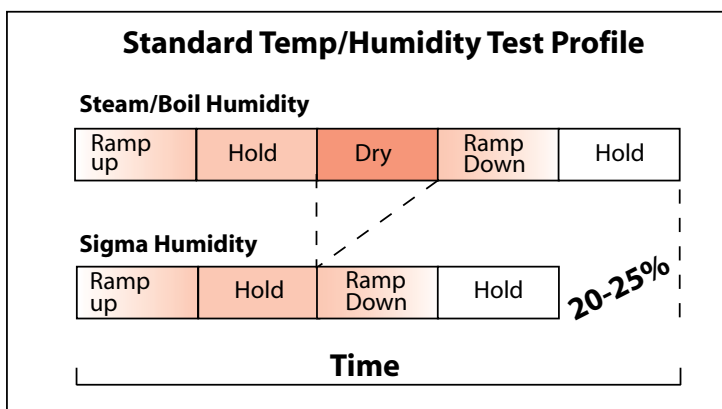 Standard Temp/Humidity Test Profile
Steam/Boil Humidity
Ramp
up
Hold
Dry
Ramp
Down
Hold
Sigma Humidity
Ramp
up
Hold
Ramp
Down
Hold
20-25%
Time